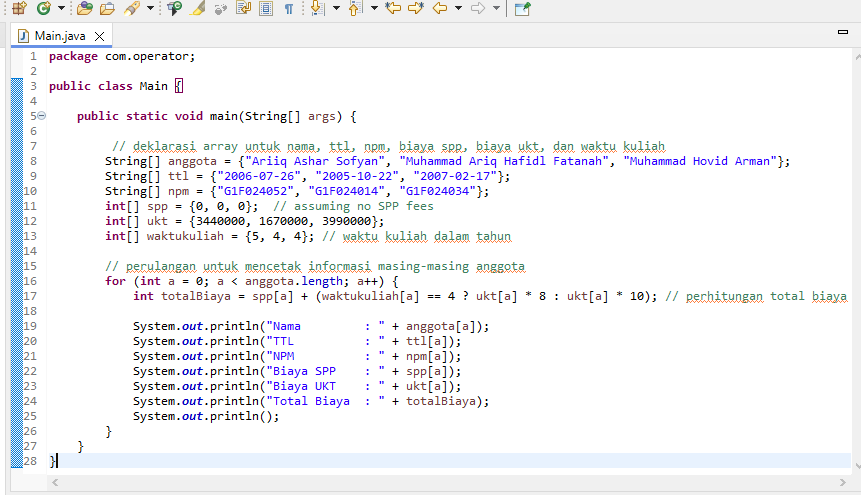 Main.java
1 package com.operator;
2
3 public class Main {
4
5 public static void main(String[] args) {
6
7 // deklarasi array untuk nama, ttl, npm, biaya spp, biaya ukt, dan waktu kuliah
8 String[] anggota = {"Ariiq Ashar Sofyan", "Muhammad Ariq Hafidl Fatanah", "Muhammad Hovid Arman"};
9 String[] ttl = {"2006-07-26", "2005-10-22", "2007-02-17"};
10 String[] npm = {"G1F024052", "G1F024014", "G1F024034"};
11 int[] spp = {0, 0, 0};  // assuming no SPP fees
12 int[] ukt = {3440000, 1670000, 3990000};
13 int[] waktukuliah = {5, 4, 4}; // waktu kuliah dalam tahun
14
15 // perulangan untuk mencetak informasi masing-masing anggota
16 for (int a = 0; a < anggota.length; a++) {
17 int totalBiaya = spp[a] + (waktukuliah[a] == 4 ? ukt[a] * 8 : ukt[a] * 10); // perhitungan total biaya
18
19 System.out.println("Nama         : " + anggota[a]);
20 System.out.println("TTL          : " + ttl[a]);
21 System.out.println("NPM          : " + npm[a]);
22 System.out.println("Biaya SPP    : " + spp[a]);
23 System.out.println("Biaya UKT    : " + ukt[a]);
24 System.out.println("Total Biaya  : " + totalBiaya);
25 System.out.println();
26 }
27 }
28 }